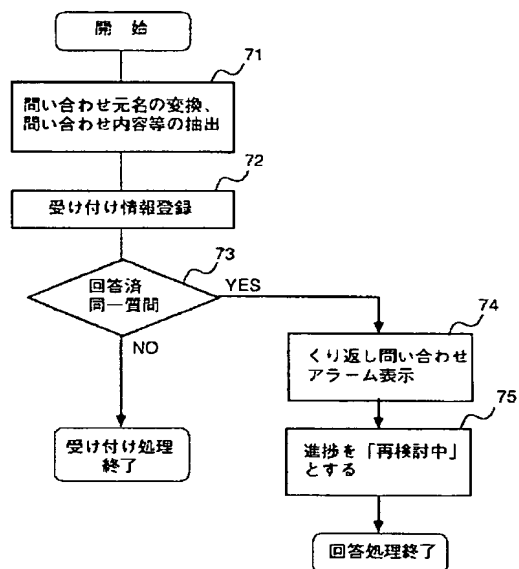 開 始
71
問い合わせ元名の変換、
問い合わせ内容等の抽出
72
受け付け情報登録
73
回答済
同一質問
YES
NO
74
くり返し問い合わせ
アラーム表示
75
進捗を「再検討中」
とする
受け付け処理
終了
回答処理終了